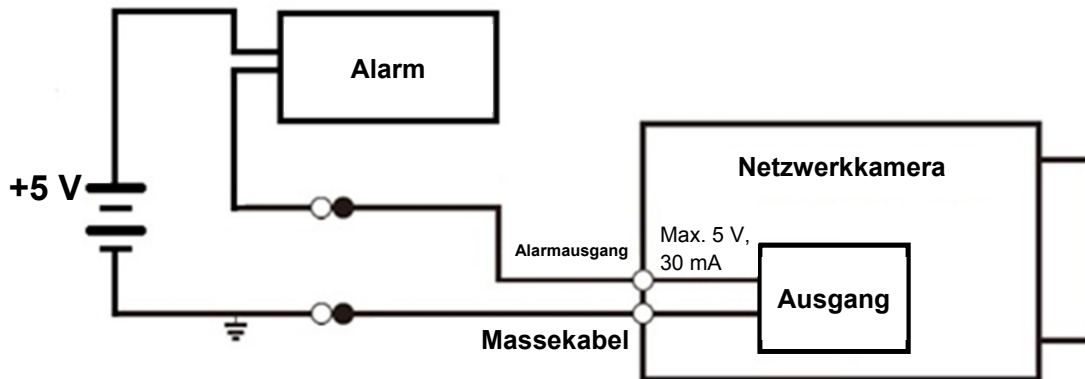 Alarm
Netzwerkkamera
+5 V
Max. 5 V,
30 mA
Alarmausgang
Ausgang
Massekabel